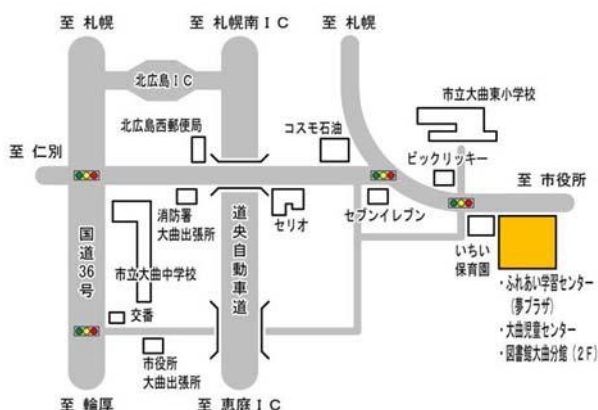 至 札幌
至 札幌南IC
至 札幌
北広島IC
市立大曲東小学校
北広島西郵便局
コスモ石油
至 仁別
ビックリッキー
至 市役所
消防署
大曲出張所
セリオ
セブンイレブン
いちい
保育園
国道36号
市立大曲中学校
道央自動車道
・ふれあい学習センター
(夢プラザ)
・大曲児童センター
・図書館大曲分館(2F)
交番
市役所
大曲出張所
至 輪厚
至 恵庭IC